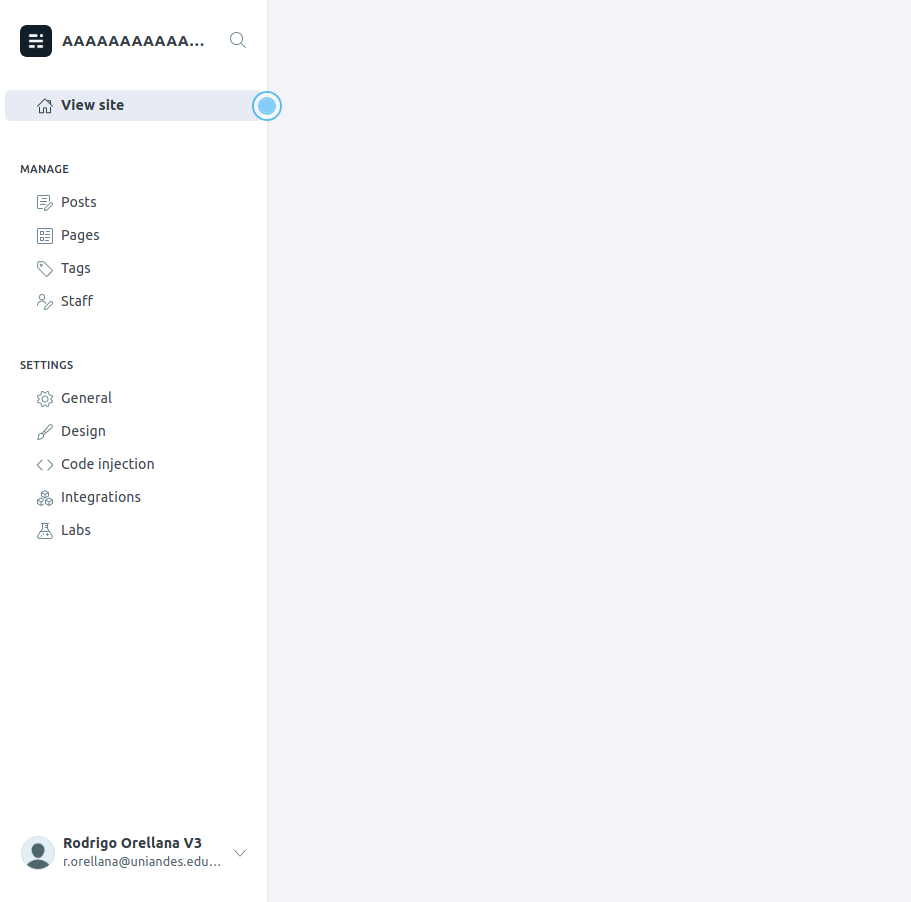 AAAAAAAAAAA...
View site
MANAGE
Posts
Pages
Tags
Staff
SETTINGS
General
Design
Code injection
Integrations
Labs
Rodrigo Orellana V3
r.orellana@uniandes.edu...